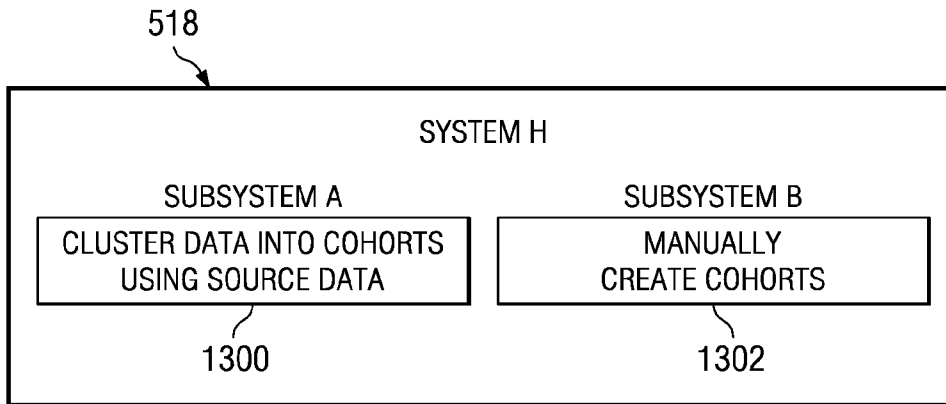 518
SYSTEM H
SUBSYSTEM A
CLUSTER DATA INTO COHORTS
USING SOURCE DATA
1300
SUBSYSTEM B
MANUALLY
CREATE COHORTS
1302